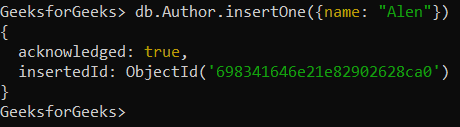 GeeksforGeeks> db.Author.insertOne({name: "Alen"})
{
  acknowledged: true,
  insertedId: ObjectId('698341646e21e82902628ca0')
}
GeeksforGeeks>